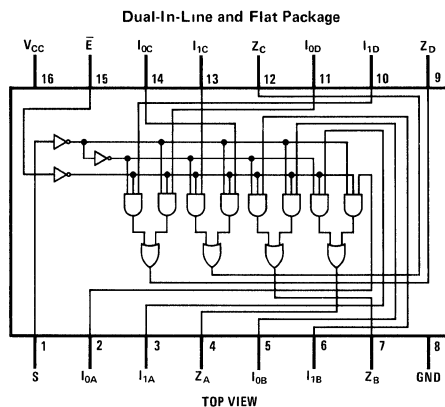 Dual-In-Line and Flat Package
VCC E̅ I0C I1C ZC I0D I1D ZD
16 15 14 13 12 11 10 9
1 2 3 4 5 6 7 8
S I0A I1A ZA I0B I1B ZB GND
TOP VIEW